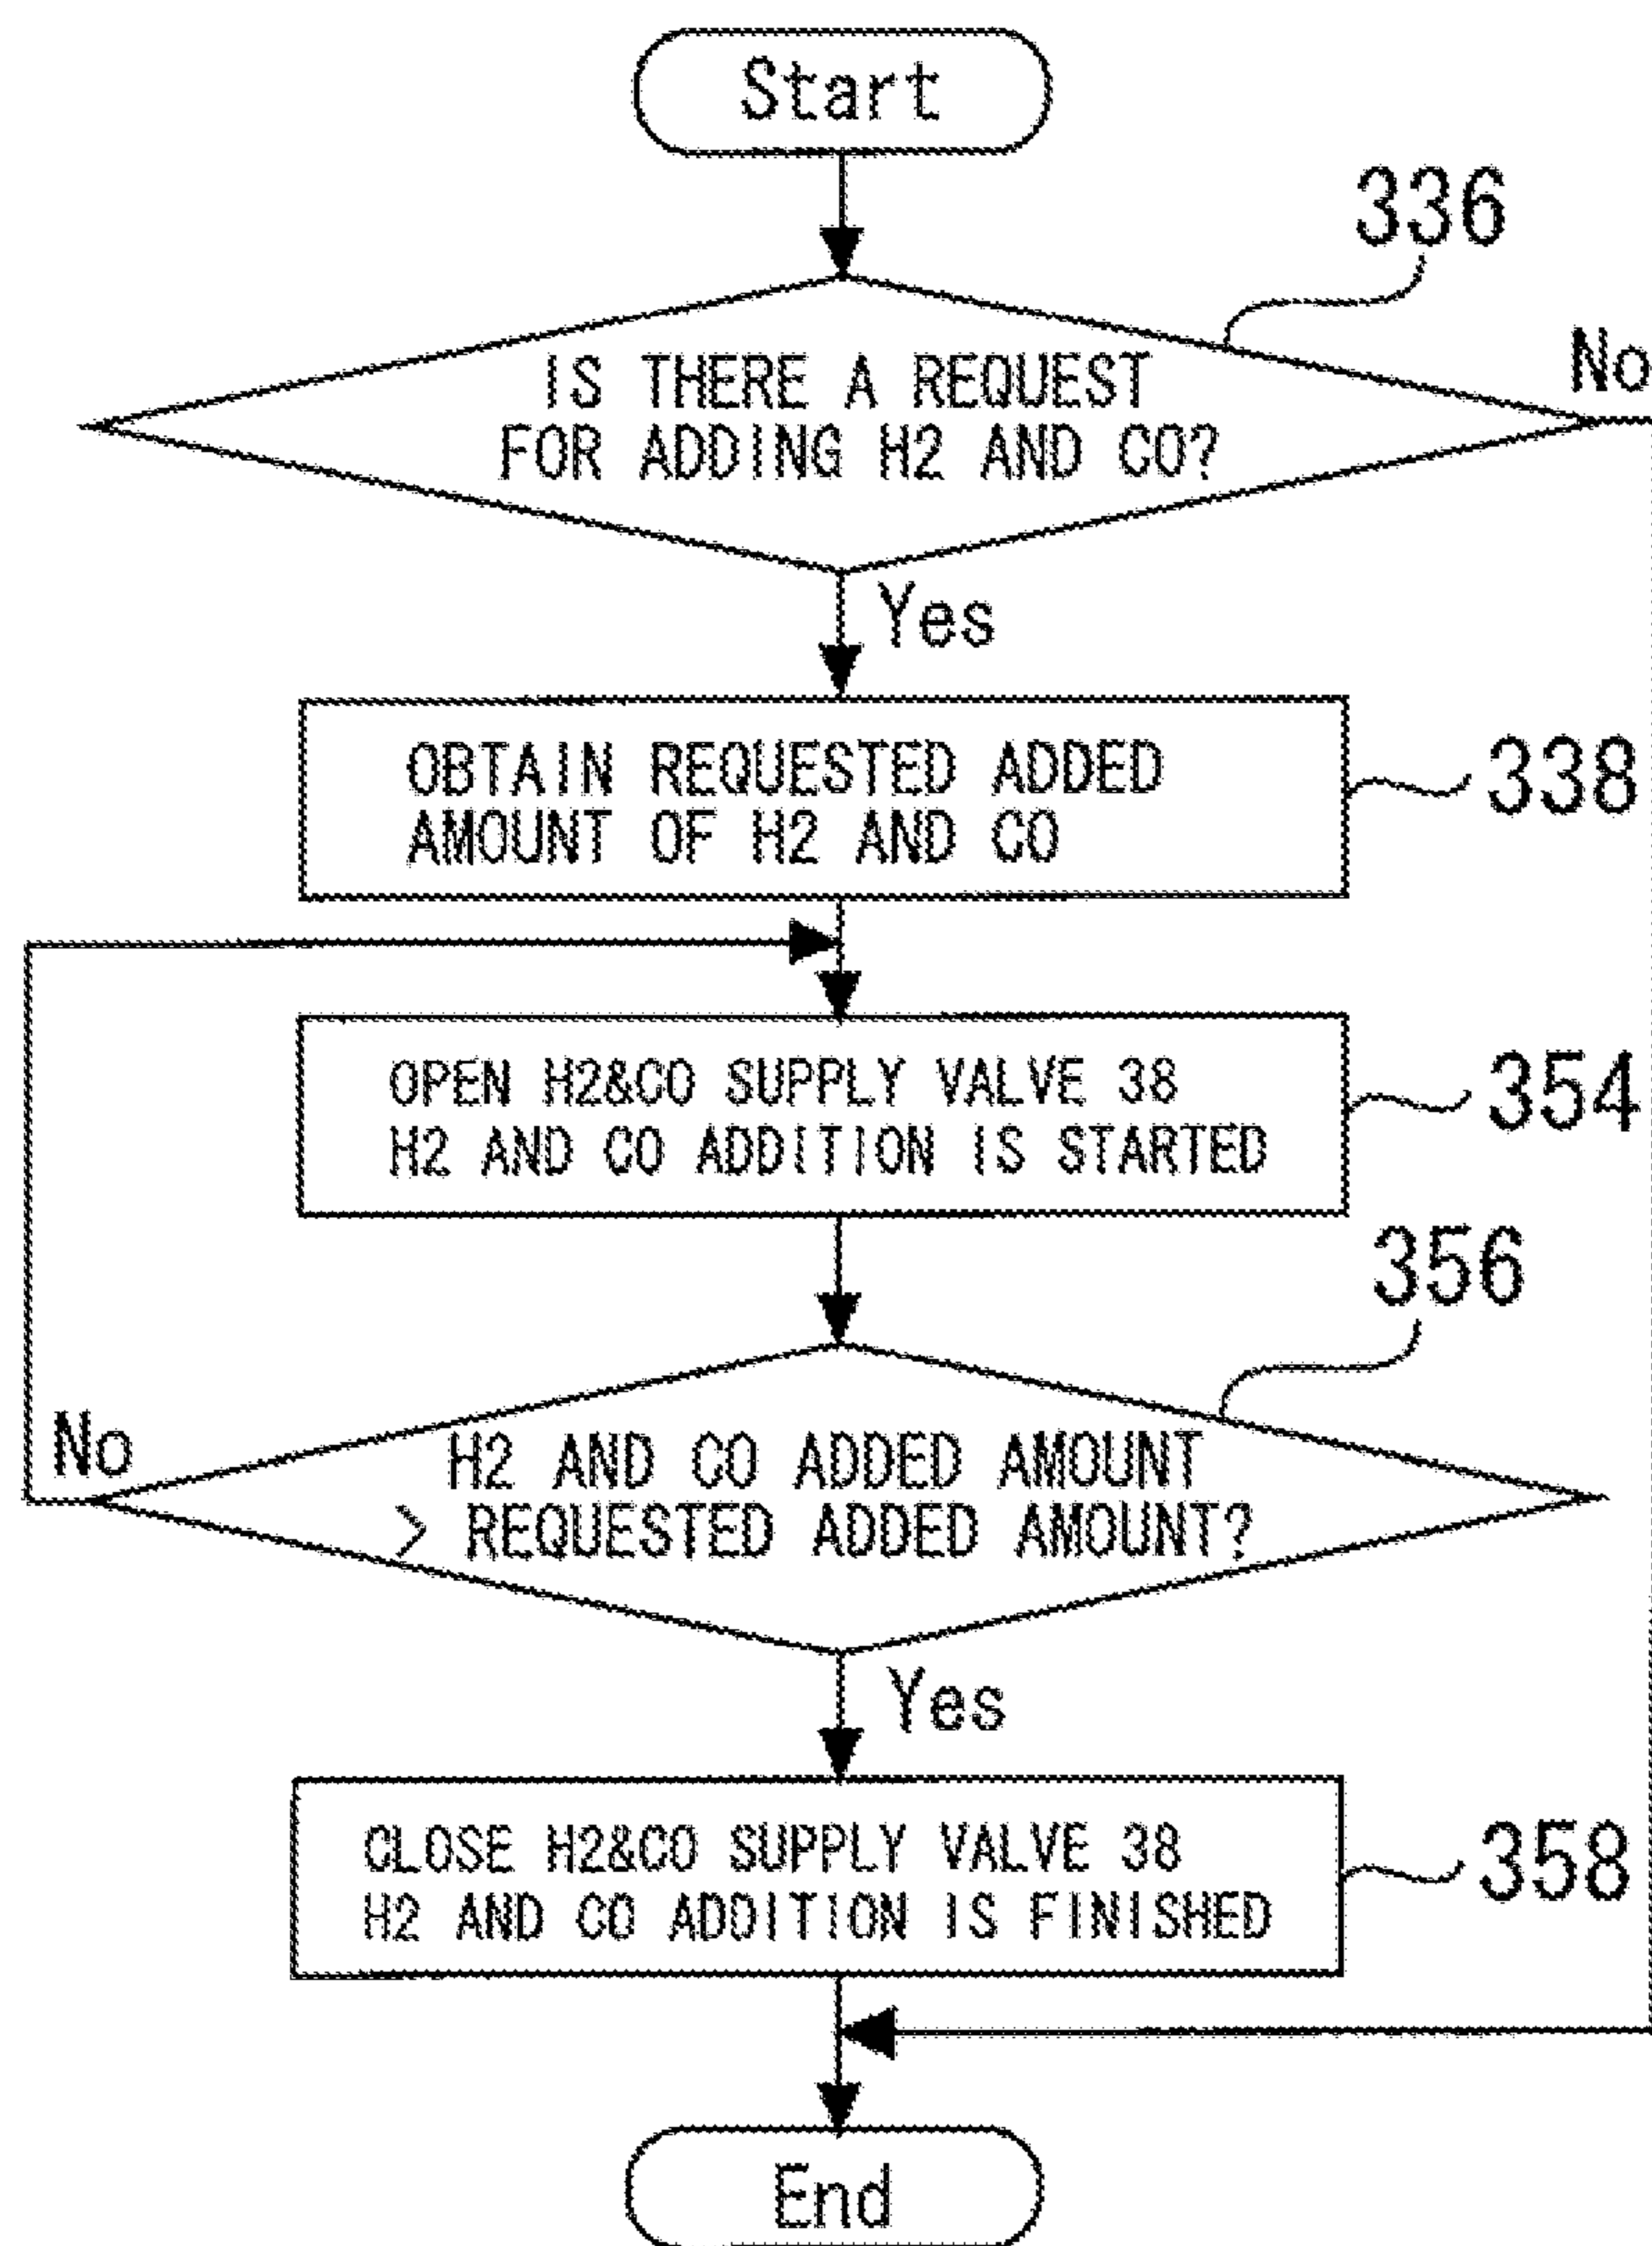 Start
336
IS THERE A REQUEST
FOR ADDING H2 AND CO?
No
Yes
OBTAIN REQUESTED ADDED
AMOUNT OF H2 AND CO
338
OPEN H2&CO SUPPLY VALVE 38
H2 AND CO ADDITION IS STARTED
354
356
No
H2 AND CO ADDED AMOUNT
> REQUESTED ADDED AMOUNT?
Yes
CLOSE H2&CO SUPPLY VALVE 38
H2 AND CO ADDITION IS FINISHED
358
End